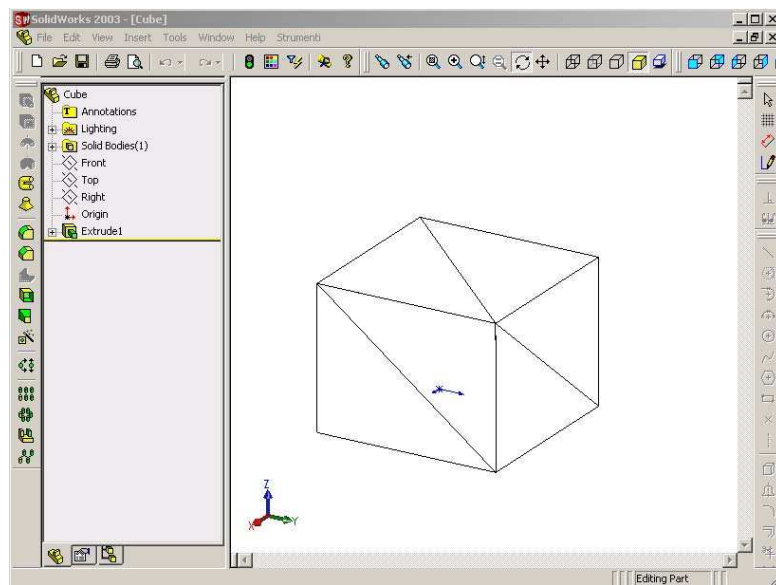 SW SolidWorks 2003 - [Cube]
File Edit View Insert Tools Window Help Strumenti
Cube
T Annotations
Lighting
Solid Bodies(1)
Front
Top
Right
Origin
Extrude1
Z
X
Y
Editing Part